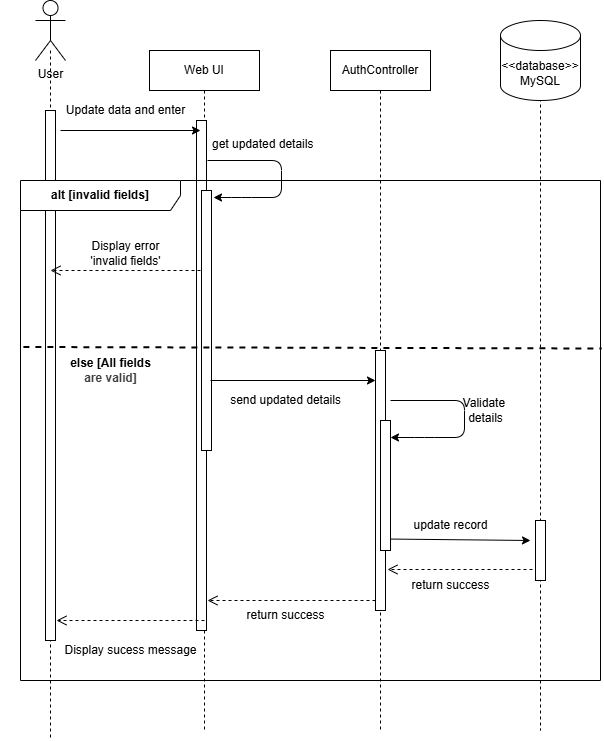 User
Web UI
AuthController
<<database>>
MySQL
Update data and enter
get updated details
alt [invalid fields]
Display error
'invalid fields'
else [All fields
are valid]
send updated details
Validate
details
update record
return success
return success
Display sucess message